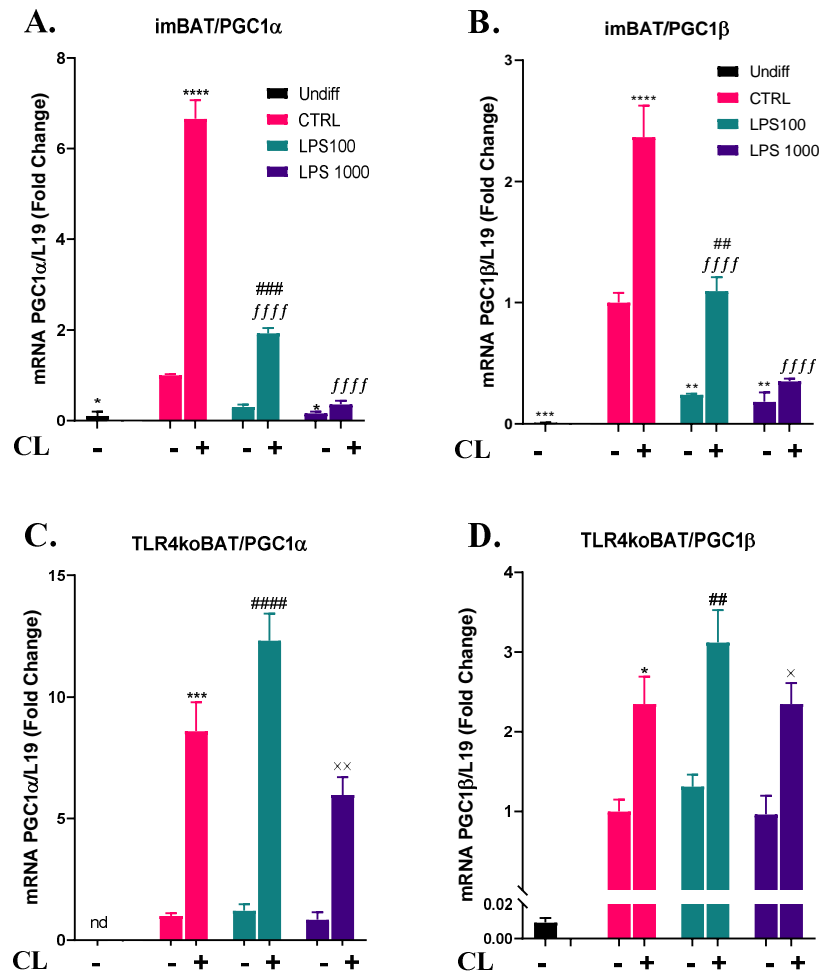 A.
imBAT/PGC1α
mRNA PGC1α/L19 (Fold Change)
8
6
4
2
0
Undiff
CTRL
LPS100
LPS 1000
*
****
###
ƒƒƒƒ
*
ƒƒƒƒ
CL
- - + - + - +
B.
imBAT/PGC1β
mRNA PGC1β/L19 (Fold Change)
3
2
1
0
Undiff
CTRL
LPS100
LPS 1000
***
****
**
##
ƒƒƒƒ
**
ƒƒƒƒ
CL
- - + - + - +
C.
TLR4koBAT/PGC1α
mRNA PGC1α/L19 (Fold Change)
15
10
5
0
nd
***
####
××
CL
- - + - + - +
D.
TLR4koBAT/PGC1β
mRNA PGC1β/L19 (Fold Change)
4
3
2
1
0.02
0.00
*
##
×
CL
- - + - + - +